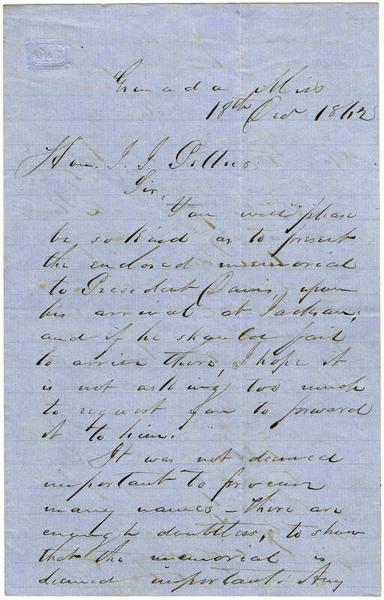 Grenada Miss
18th Dec 1862
Hon. J. J. Pettus.
Sir,
You will please
be so kind as to present
the enclosed memorial
to President Davis, upon
his arrival at Jackson;
and if he should fail
to arrive there, I hope it
is not asking too much
to request you to forward
it to him.
It was not deemed
important to procure
many names - there are
enough doubtless, to show
that the memorial is
deemed important. Any